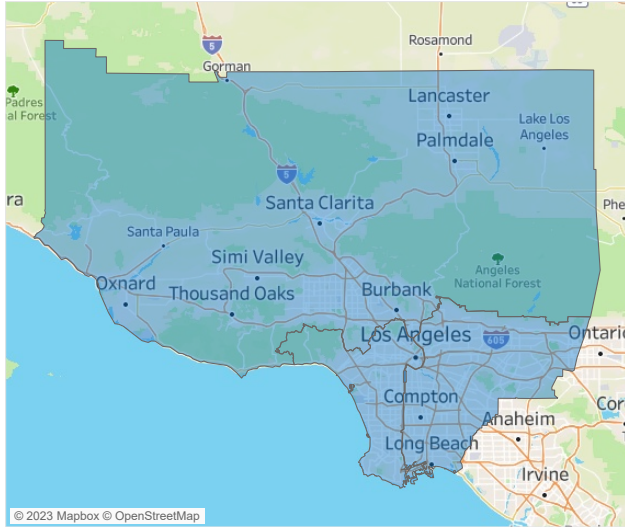 5
Rosamond
Gorman
Padres
al Forest
Lancaster
Lake Los
Angeles
Palmdale
5
ra
Santa Clarita
Phe
Santa Paula
Simi Valley
Angeles
National Forest
Oxnard
Thousand Oaks
Burbank
Los Angeles
605
Ontario
Compton
Cor
Anaheim
Long Beach
Irvine
© 2023 Mapbox © OpenStreetMap